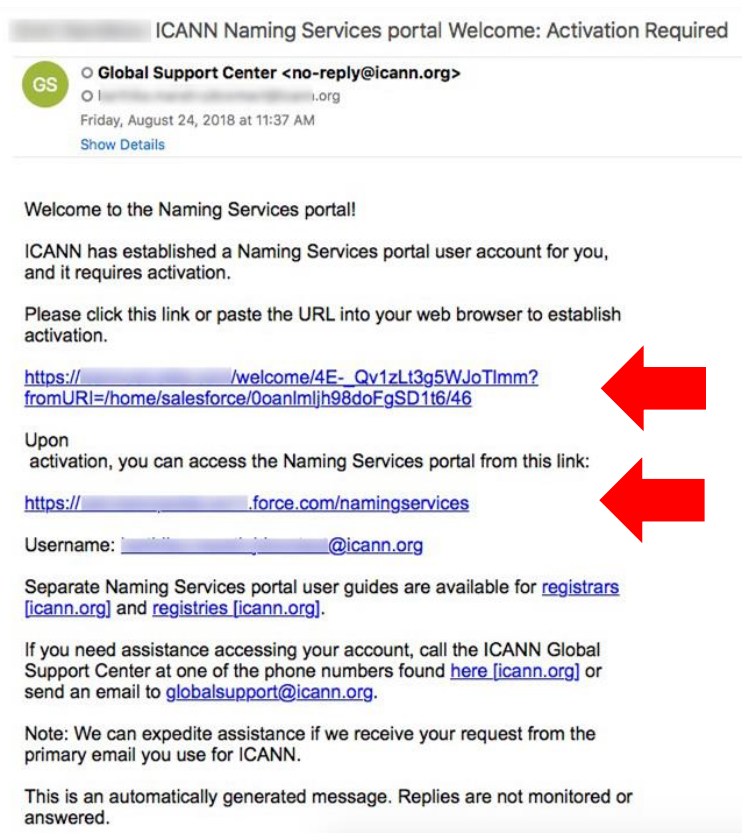 ICANN Naming Services portal Welcome: Activation Required
GS
Global Support Center <no-reply@icann.org>
.org
Friday, August 24, 2018 at 11:37 AM
Show Details
Welcome to the Naming Services portal!
ICANN has established a Naming Services portal user account for you,
and it requires activation.
Please click this link or paste the URL into your web browser to establish
activation.
https:// /welcome/4E-_Qv1zLt3g5WJoTlmm?
fromURI=/home/salesforce/0oanlmljh98doFgSD1t6/46
Upon
activation, you can access the Naming Services portal from this link:
https:// .force.com/namingservices
Username: @icann.org
Separate Naming Services portal user guides are available for registrars
[icann.org] and registries [icann.org].
If you need assistance accessing your account, call the ICANN Global
Support Center at one of the phone numbers found here [icann.org] or
send an email to globalsupport@icann.org.
Note: We can expedite assistance if we receive your request from the
primary email you use for ICANN.
This is an automatically generated message. Replies are not monitored or
answered.